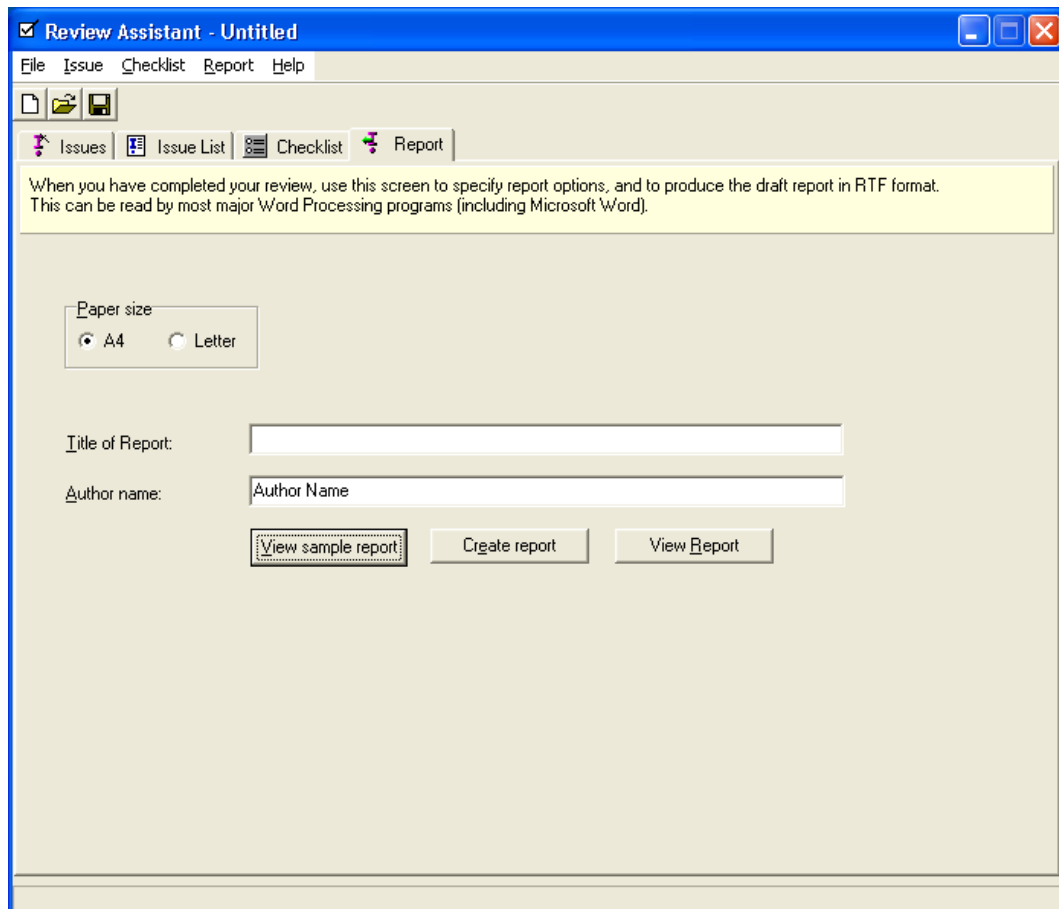 Review Assistant - Untitled
File Issue Checklist Report Help
Issues Issue List Checklist Report
When you have completed your review, use this screen to specify report options, and to produce the draft report in RTF format.
This can be read by most major Word Processing programs (including Microsoft Word).
Paper size
A4 Letter
Title of Report:
Author name: Author Name
View sample report Create report View Report